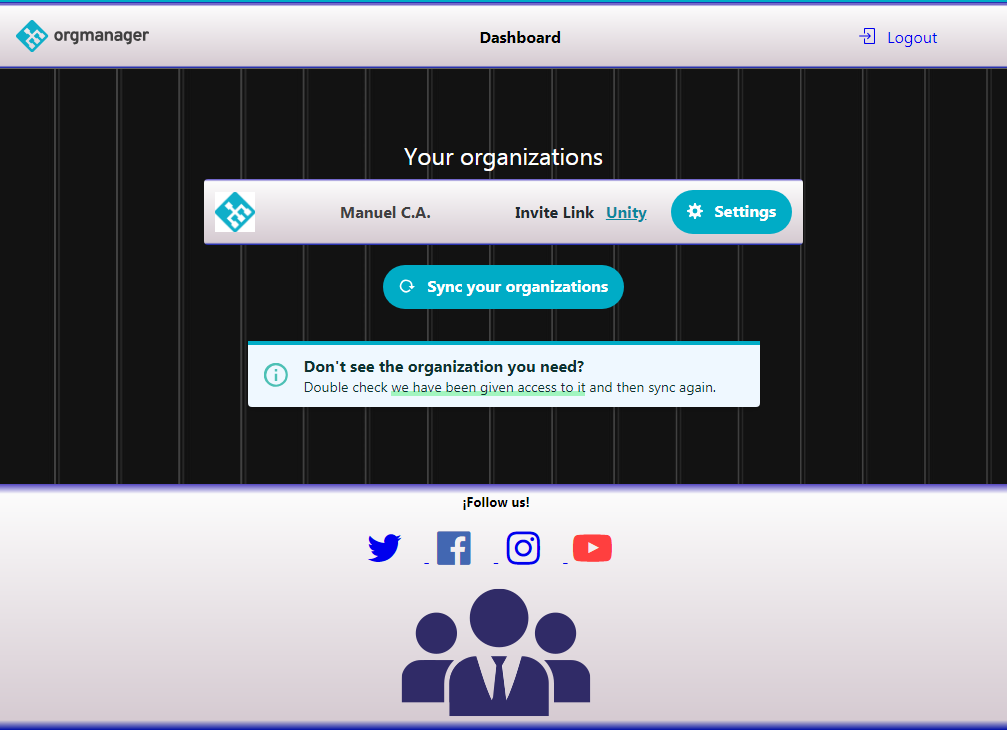 orgmanager
Dashboard
Logout
Your organizations
Manuel C.A.
Invite Link Unity
Settings
Sync your organizations
Don't see the organization you need?
Double check we have been given access to it and then sync again.
¡Follow us!